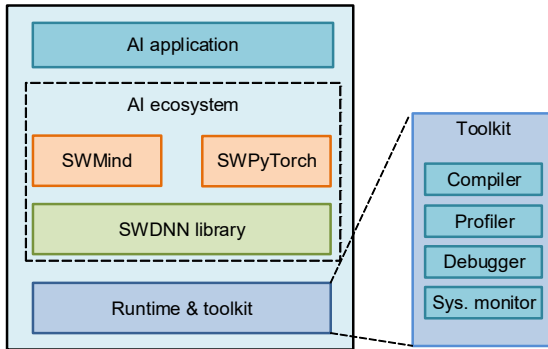 AI application
AI ecosystem
SWMind
SWPyTorch
SWDNN library
Runtime & toolkit
Toolkit
Compiler
Profiler
Debugger
Sys. monitor